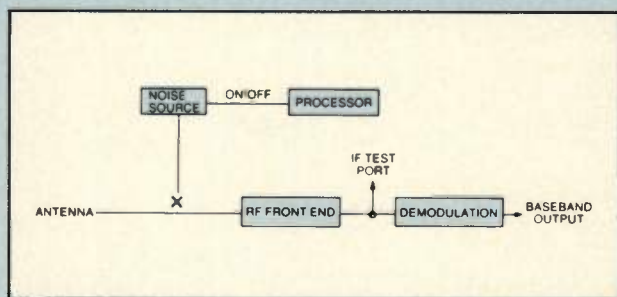 NOISE
SOURCE
ON/OFF
PROCESSOR
IF TEST
PORT
X
ANTENNA
RF FRONT END
DEMODULATION
BASEBAND
OUTPUT